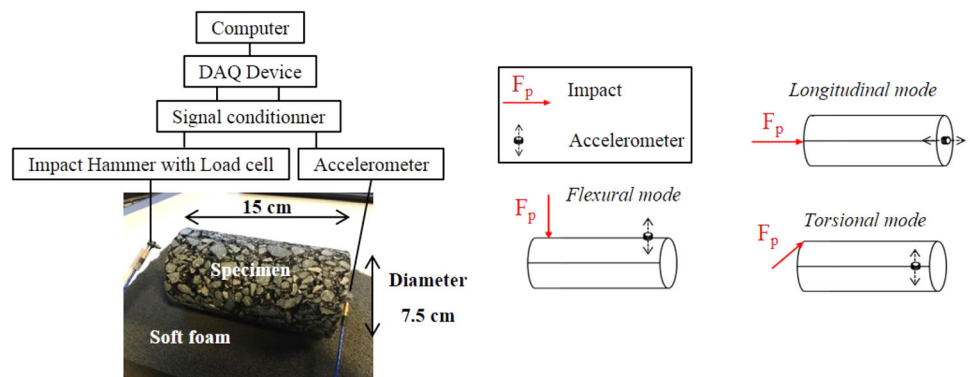 Computer
DAQ Device
Signal conditionner
Impact Hammer with Load cell
Accelerometer
15 cm
Specimen
Diameter
7.5 cm
Soft foam
Fp
Impact
Accelerometer
Longitudinal mode
Fp
Flexural mode
Fp
Torsional mode
Fp